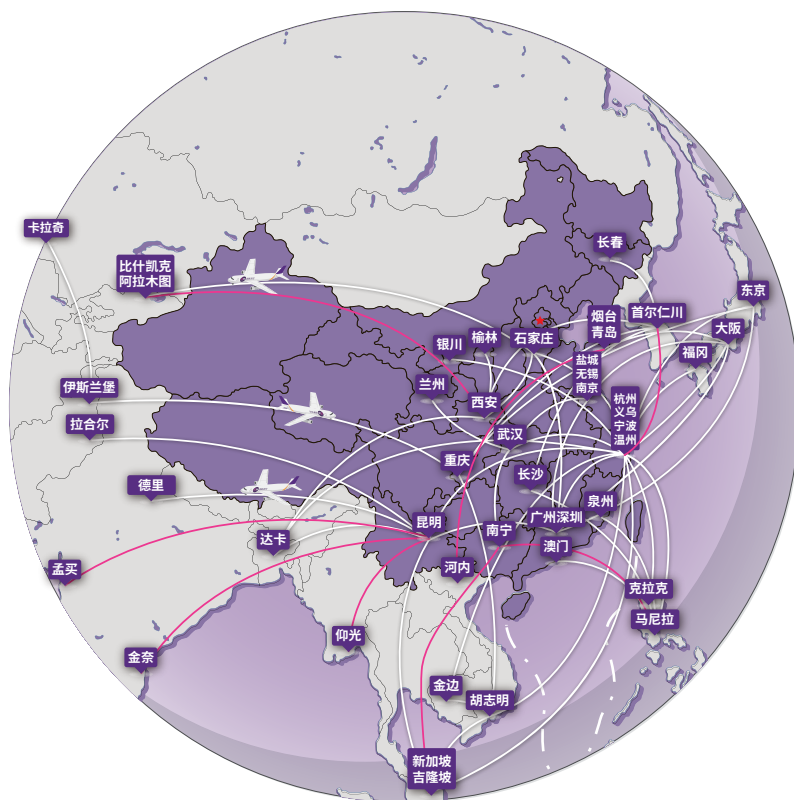 卡拉奇
长春
比什凯克
阿拉木图
东京
烟台
青岛
首尔仁川
大阪
榆林
石家庄
银川
福冈
盐城
无锡
南京
伊斯兰堡
兰州
西安
杭州
义乌
宁波
温州
拉合尔
武汉
重庆
长沙
德里
泉州
昆明
广州深圳
南宁
达卡
澳门
孟买
河内
克拉克
马尼拉
仰光
金奈
金边
胡志明
新加坡
吉隆坡